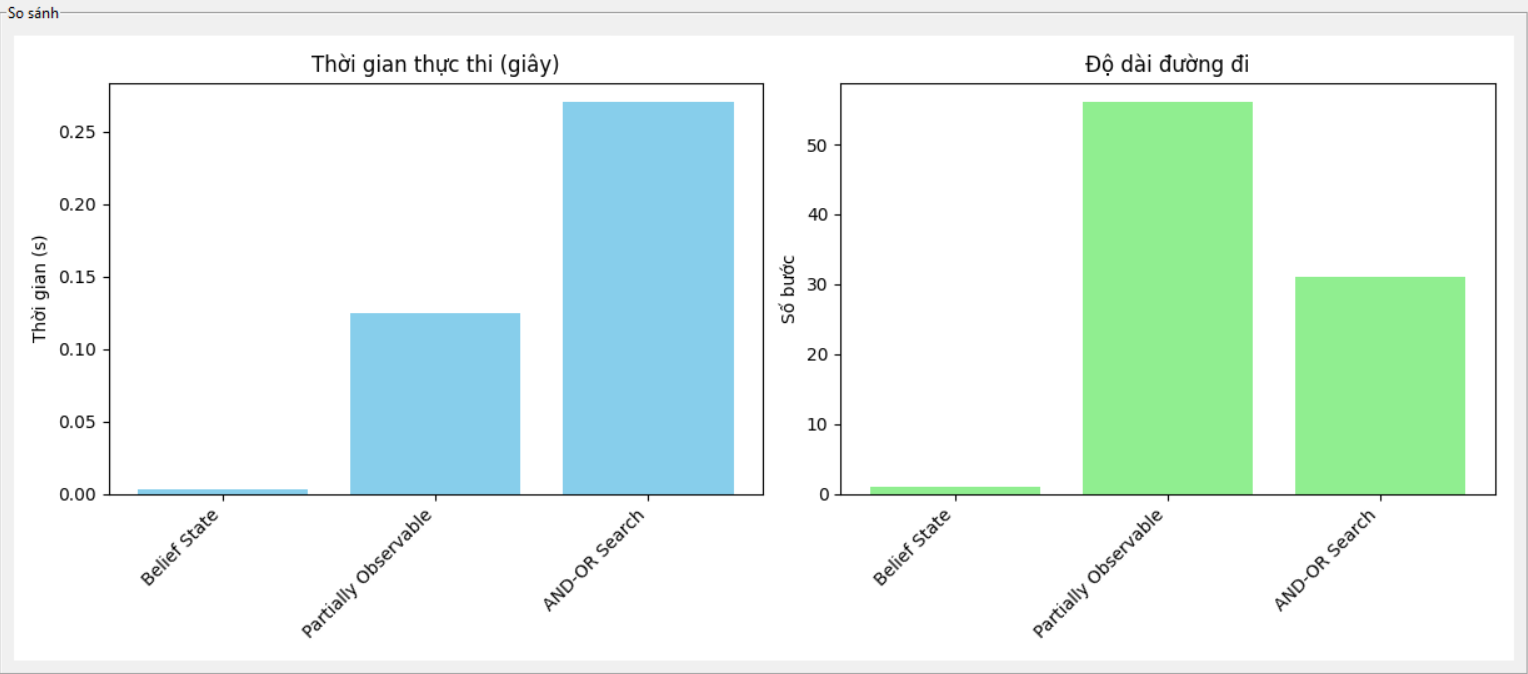 So sánh
Thời gian thực thi (giây)
Thời gian (s)
0.25
0.20
0.15
0.10
0.05
0.00
Belief State
Partially Observable
AND-OR Search
Độ dài đường đi
Số bước
50
40
30
20
10
0
Belief State
Partially Observable
AND-OR Search